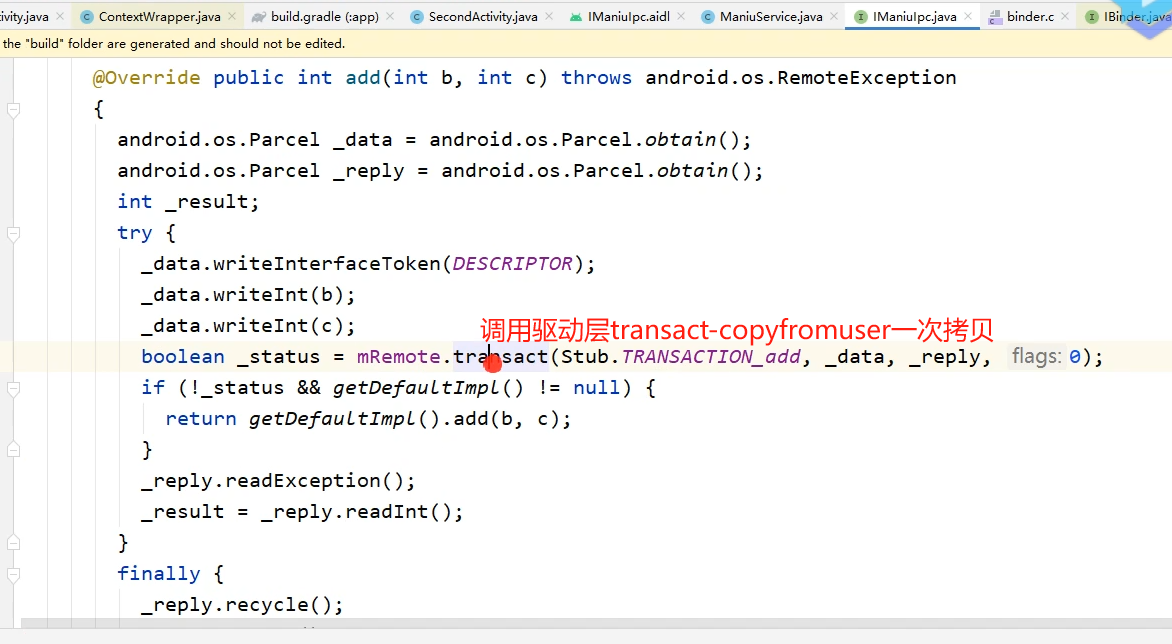 ivity.java ContextWrapper.java build.gradle (:app) SecondActivity.java IManiuIpc.aidl ManiuService.java IManiuIpc.java binder.c IBinder.java
the "build" folder are generated and should not be edited.
@Override public int add(int b, int c) throws android.os.RemoteException
{
android.os.Parcel _data = android.os.Parcel.obtain();
android.os.Parcel _reply = android.os.Parcel.obtain();
int _result;
try {
_data.writeInterfaceToken(DESCRIPTOR);
_data.writeInt(b);
_data.writeInt(c);
调用驱动层transact-copyfromuser一次拷贝
boolean _status = mRemote.transact(Stub.TRANSACTION_add, _data, _reply, flags: 0);
if (!_status && getDefaultImpl() != null) {
return getDefaultImpl().add(b, c);
}
_reply.readException();
_result = _reply.readInt();
}
finally {
_reply.recycle();